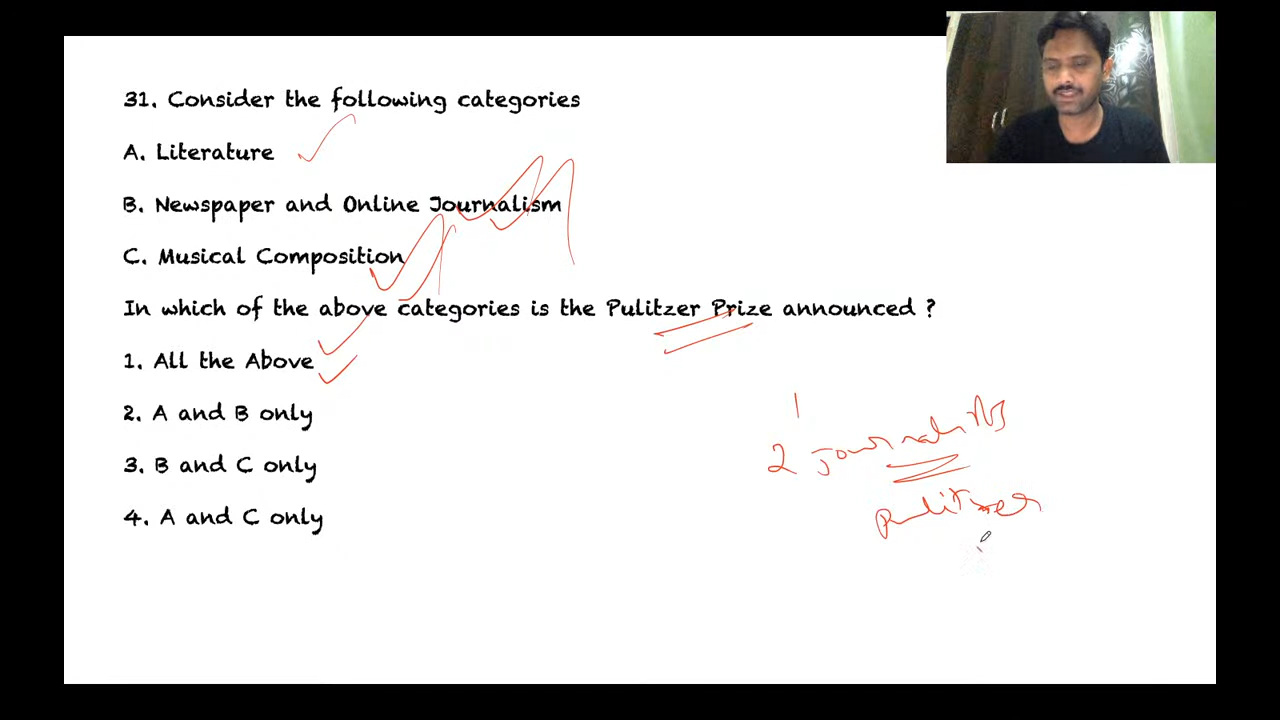 31. Consider the following categories
A. Literature
B. Newspaper and Online Journalism
C. Musical Composition
In which of the above categories is the Pulitzer Prize announced ?
1. All the Above
2. A and B only
3. B and C only
4. A and C only
1
2 Journalists
Pulitzer